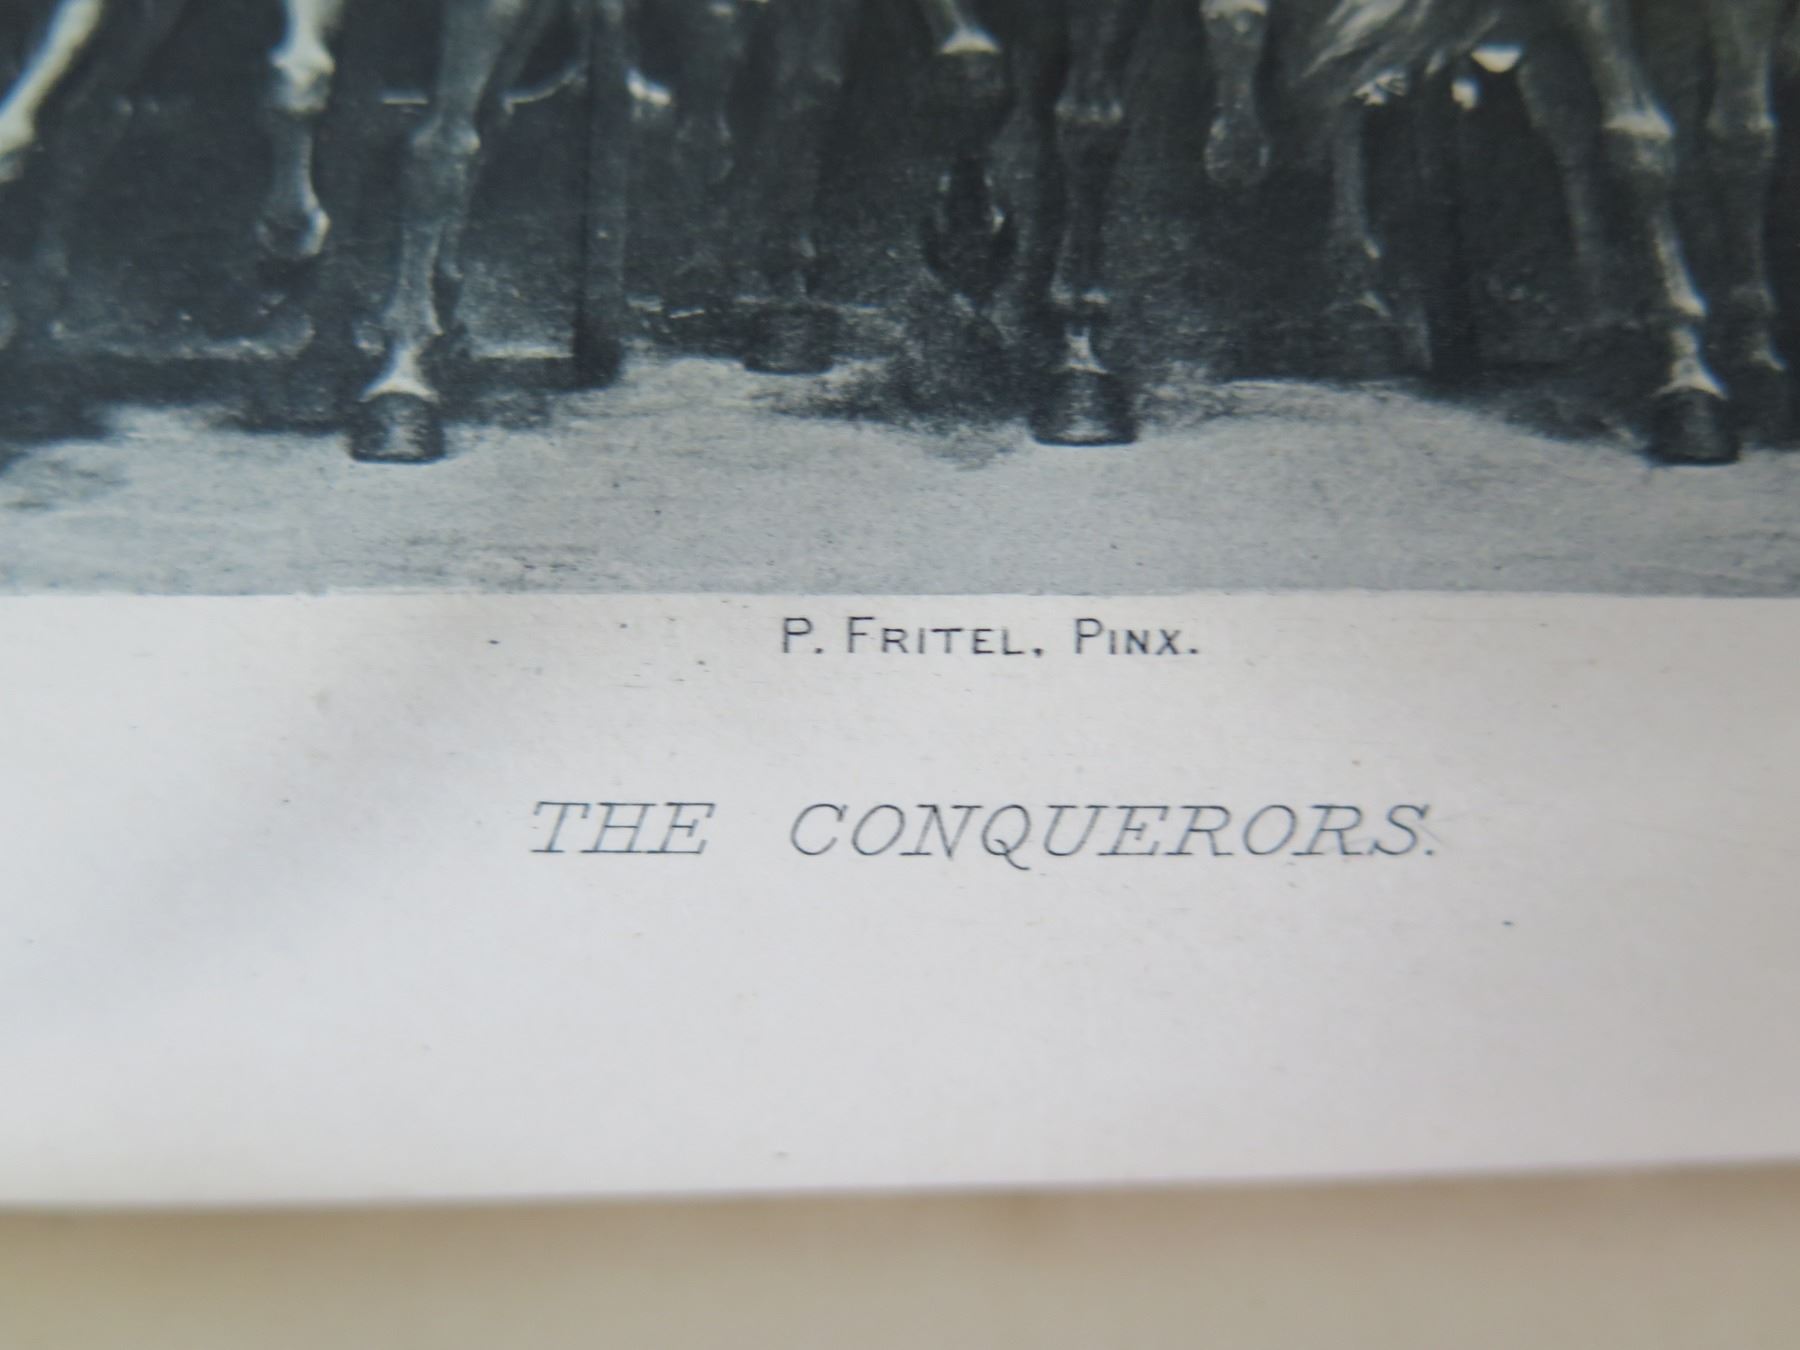 P. FRITEL, PINX.
THE CONQUERORS.